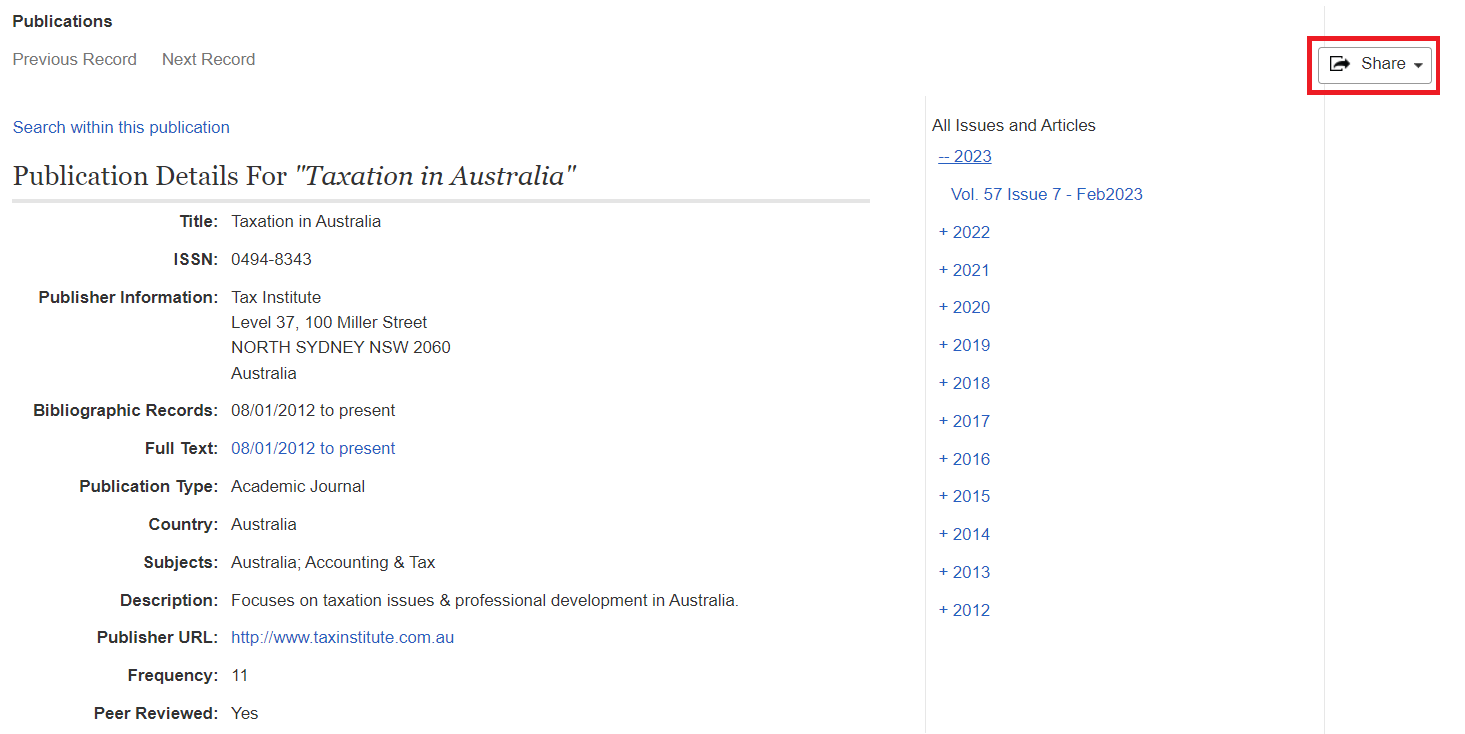 Publications
Previous Record Next Record
Share
Search within this publication
Publication Details For "Taxation in Australia"
Title: Taxation in Australia
ISSN: 0494-8343
Publisher Information: Tax Institute
Level 37, 100 Miller Street
NORTH SYDNEY NSW 2060
Australia
Bibliographic Records: 08/01/2012 to present
Full Text: 08/01/2012 to present
Publication Type: Academic Journal
Country: Australia
Subjects: Australia; Accounting & Tax
Description: Focuses on taxation issues & professional development in Australia.
Publisher URL: http://www.taxinstitute.com.au
Frequency: 11
Peer Reviewed: Yes
All Issues and Articles
-- 2023
Vol. 57 Issue 7 - Feb2023
+ 2022
+ 2021
+ 2020
+ 2019
+ 2018
+ 2017
+ 2016
+ 2015
+ 2014
+ 2013
+ 2012